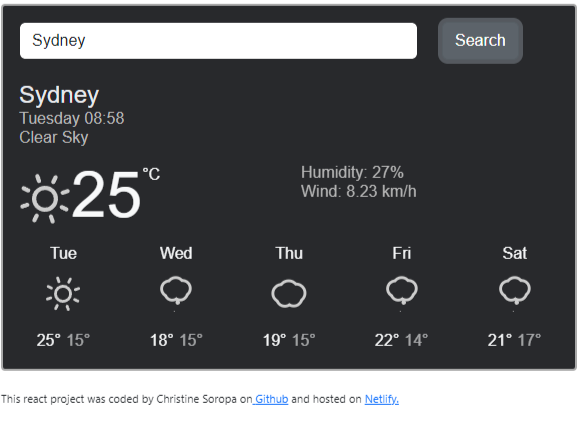 Sydney Search
Sydney
Tuesday 08:58
Clear Sky
25 °C
Humidity: 27%
Wind: 8.23 km/h
Tue Wed Thu Fri Sat
25° 15° 18° 15° 19° 15° 22° 14° 21° 17°
This react project was coded by Christine Soropa on Github and hosted on Netlify.